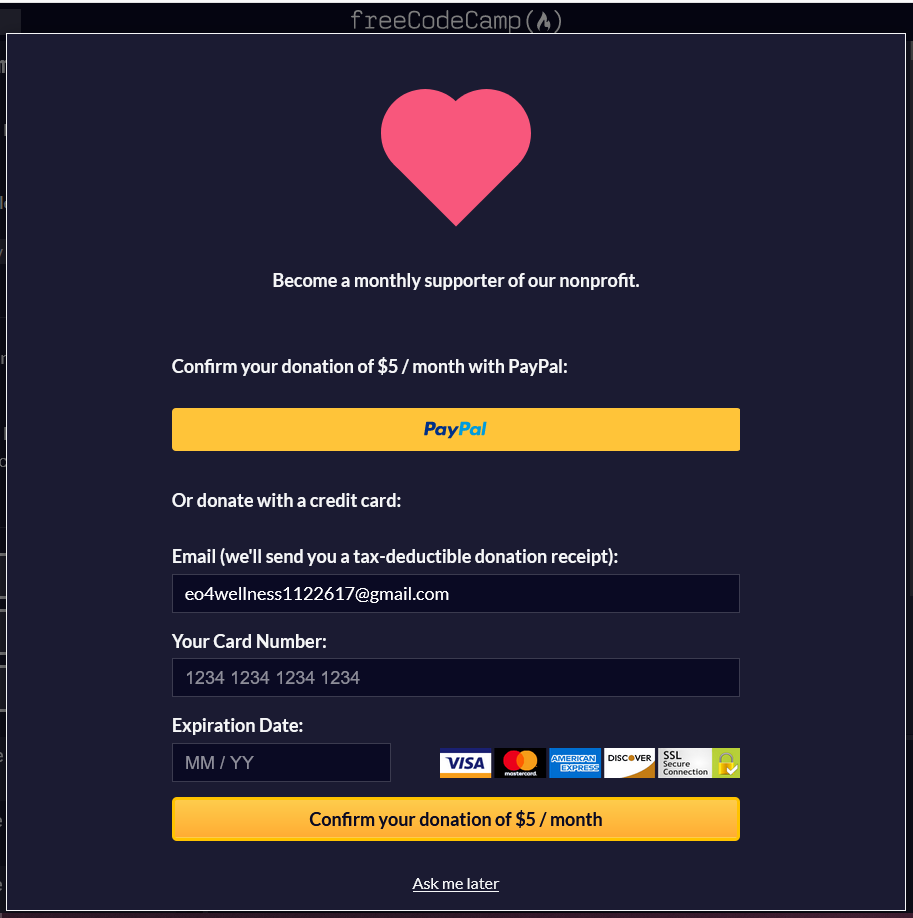 freeCodeCamp
Become a monthly supporter of our nonprofit.
Confirm your donation of $5 / month with PayPal:
PayPal
Or donate with a credit card:
Email (we'll send you a tax-deductible donation receipt):
eo4wellness1122617@gmail.com
Your Card Number:
1234 1234 1234 1234
Expiration Date:
MM / YY
VISA
mastercard.
AMERICAN EXPRESS
DISCOVER
SSL
Secure
Connection
Confirm your donation of $5 / month
Ask me later